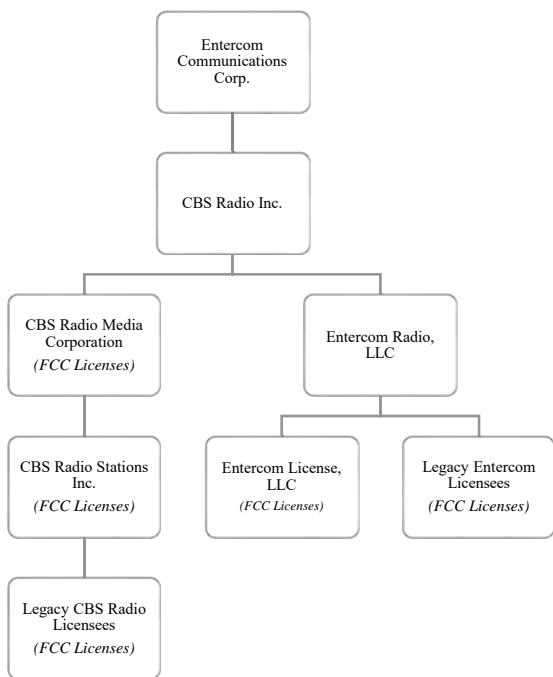 Entercom
Communications
Corp.
CBS Radio Inc.
CBS Radio Media
Corporation
(FCC Licenses)
Entercom Radio,
LLC
CBS Radio Stations
Inc.
(FCC Licenses)
Entercom License,
LLC
(FCC Licenses)
Legacy Entercom
Licensees
(FCC Licenses)
Legacy CBS Radio
Licensees
(FCC Licenses)